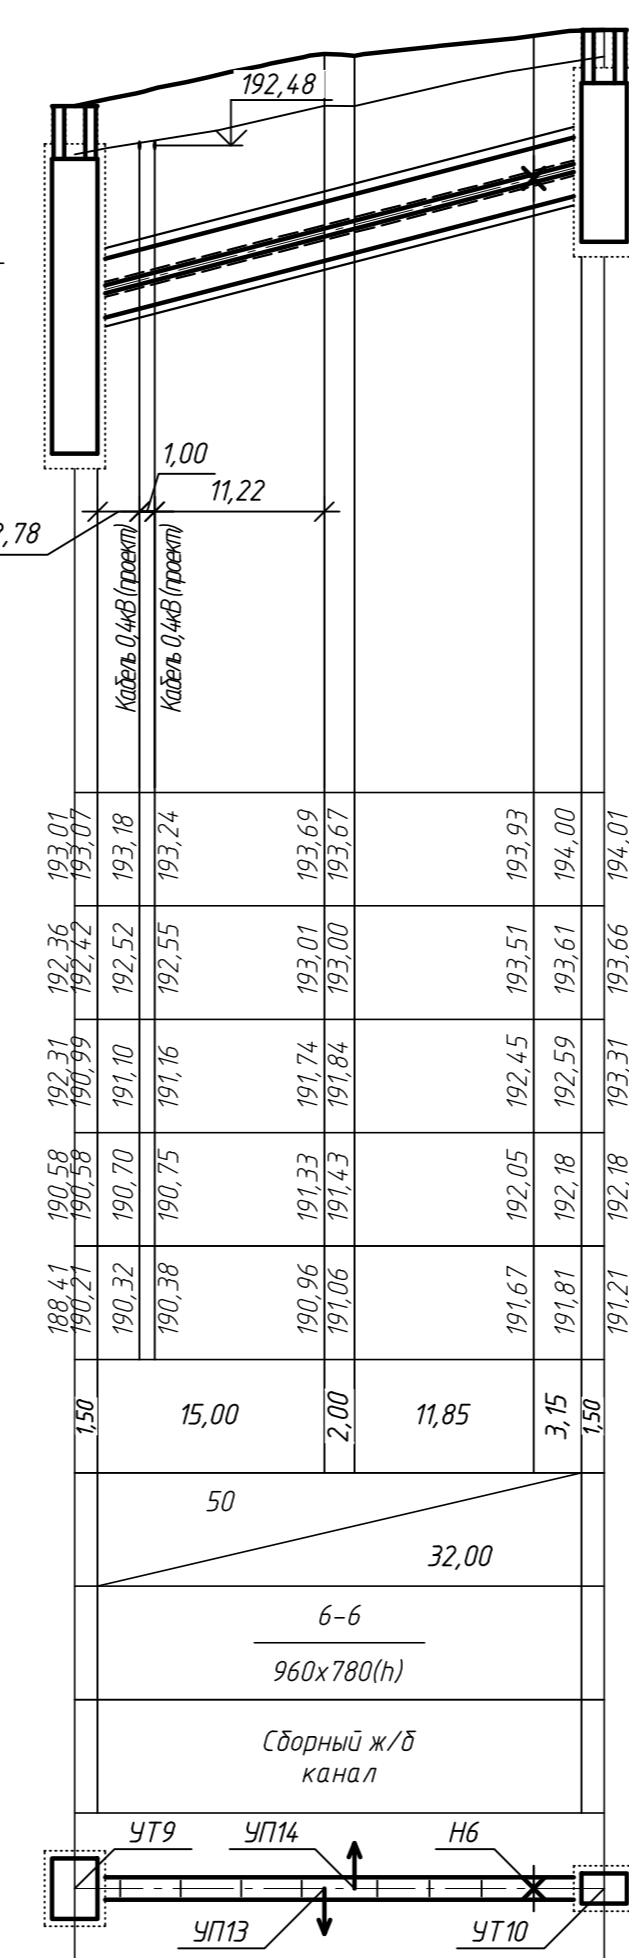 192,48
1,00
11,22
,78
Кабель 0,4кВ (проект)
Кабель 0,4кВ (проект)
193,01 193,07 193,18 193,24 193,69 193,67 193,93 194,00 194,01
192,36 192,42 192,52 192,55 193,01 193,00 193,51 193,61 193,66
192,31 190,99 191,10 191,16 191,74 191,84 192,45 192,59 193,31
190,58 190,58 190,70 190,75 191,33 191,43 192,05 192,18 192,18
188,41 190,21 190,32 190,38 190,96 191,06 191,67 191,81 191,21
1,50 15,00 2,00 11,85 3,15 1,50
50
32,00
6-6
960x780(h)
Сборный ж/б
канал
УТ9 УП14 Н6
УП13 УТ10